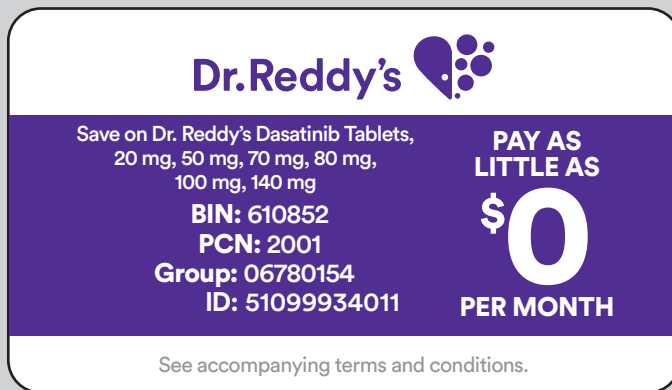 Dr.Reddy's
Save on Dr. Reddy's Dasatinib Tablets,
20 mg, 50 mg, 70 mg, 80 mg,
100 mg, 140 mg
BIN: 610852
PCN: 2001
Group: 06780154
ID: 51099934011
PAY AS
LITTLE AS
$0
PER MONTH
See accompanying terms and conditions.